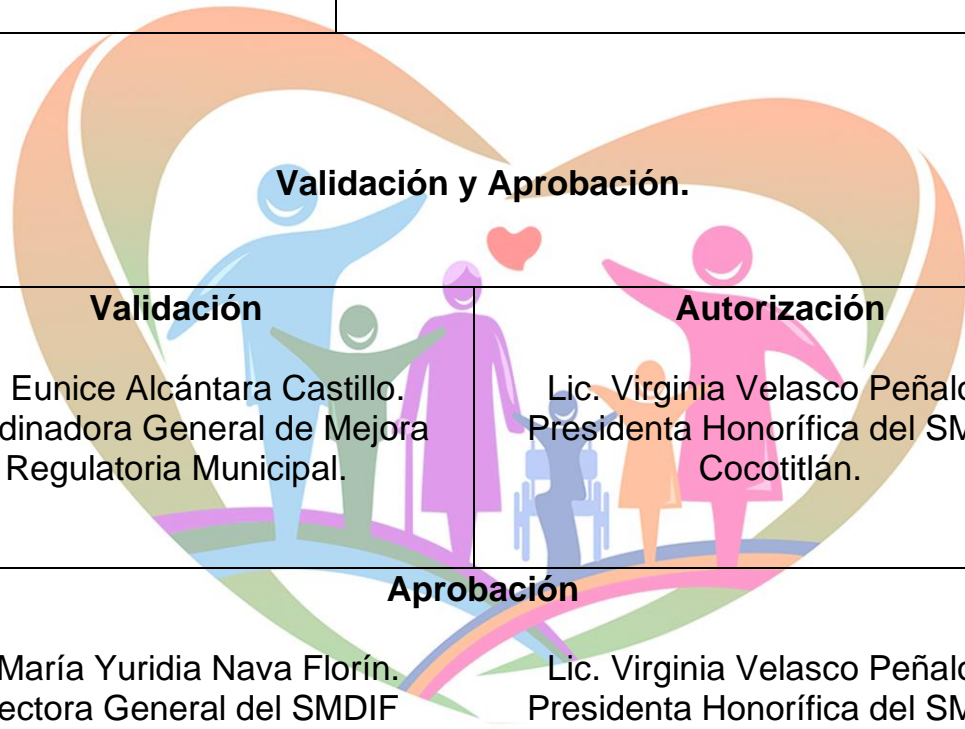 Validación y Aprobación.
Validación
Eunice Alcántara Castillo.
dinadora General de Mejora
Regulatoria Municipal.
Autorización
Lic. Virginia Velasco Peñalo
Presidenta Honorífica del SM
Cocotitlán.
Aprobación
María Yuridia Nava Florín.
ectora General del SMDIF
Lic. Virginia Velasco Peñalo
Presidenta Honorífica del SM